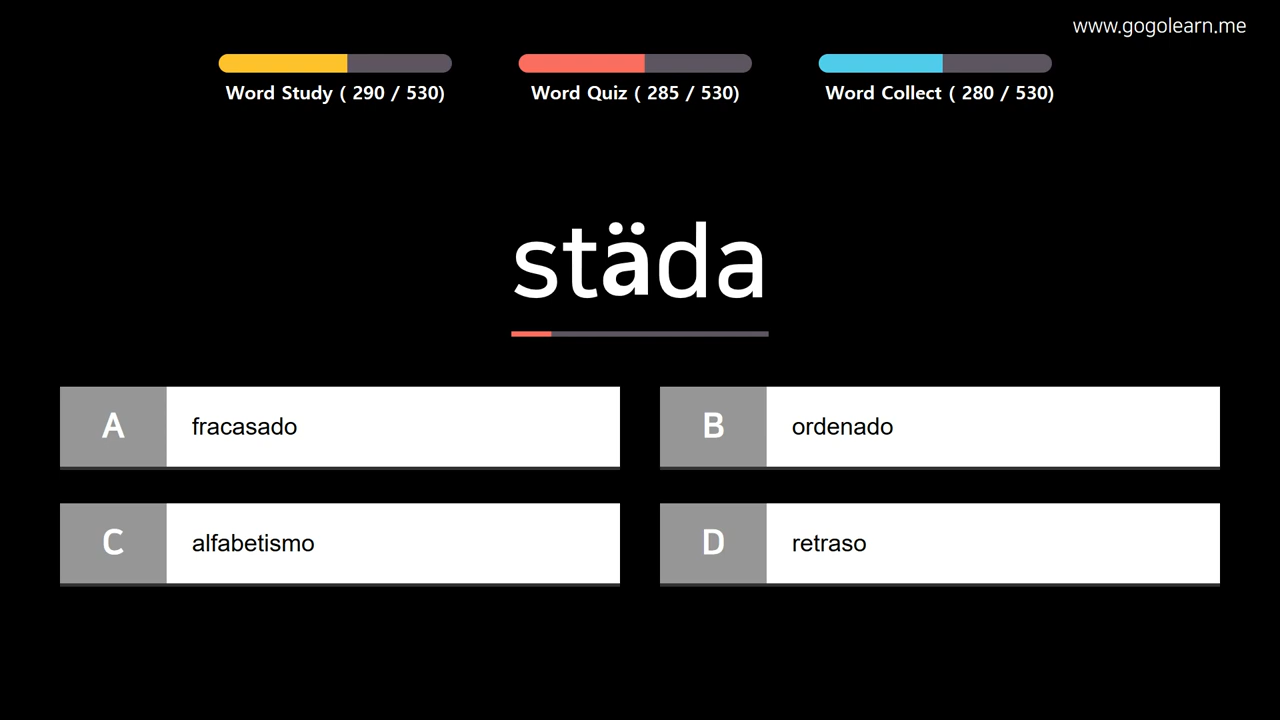 www.gogolearn.me
Word Study ( 290 / 530)
Word Quiz ( 285 / 530)
Word Collect ( 280 / 530)
städa
A
fracasado
B
ordenado
C
alfabetismo
D
retraso